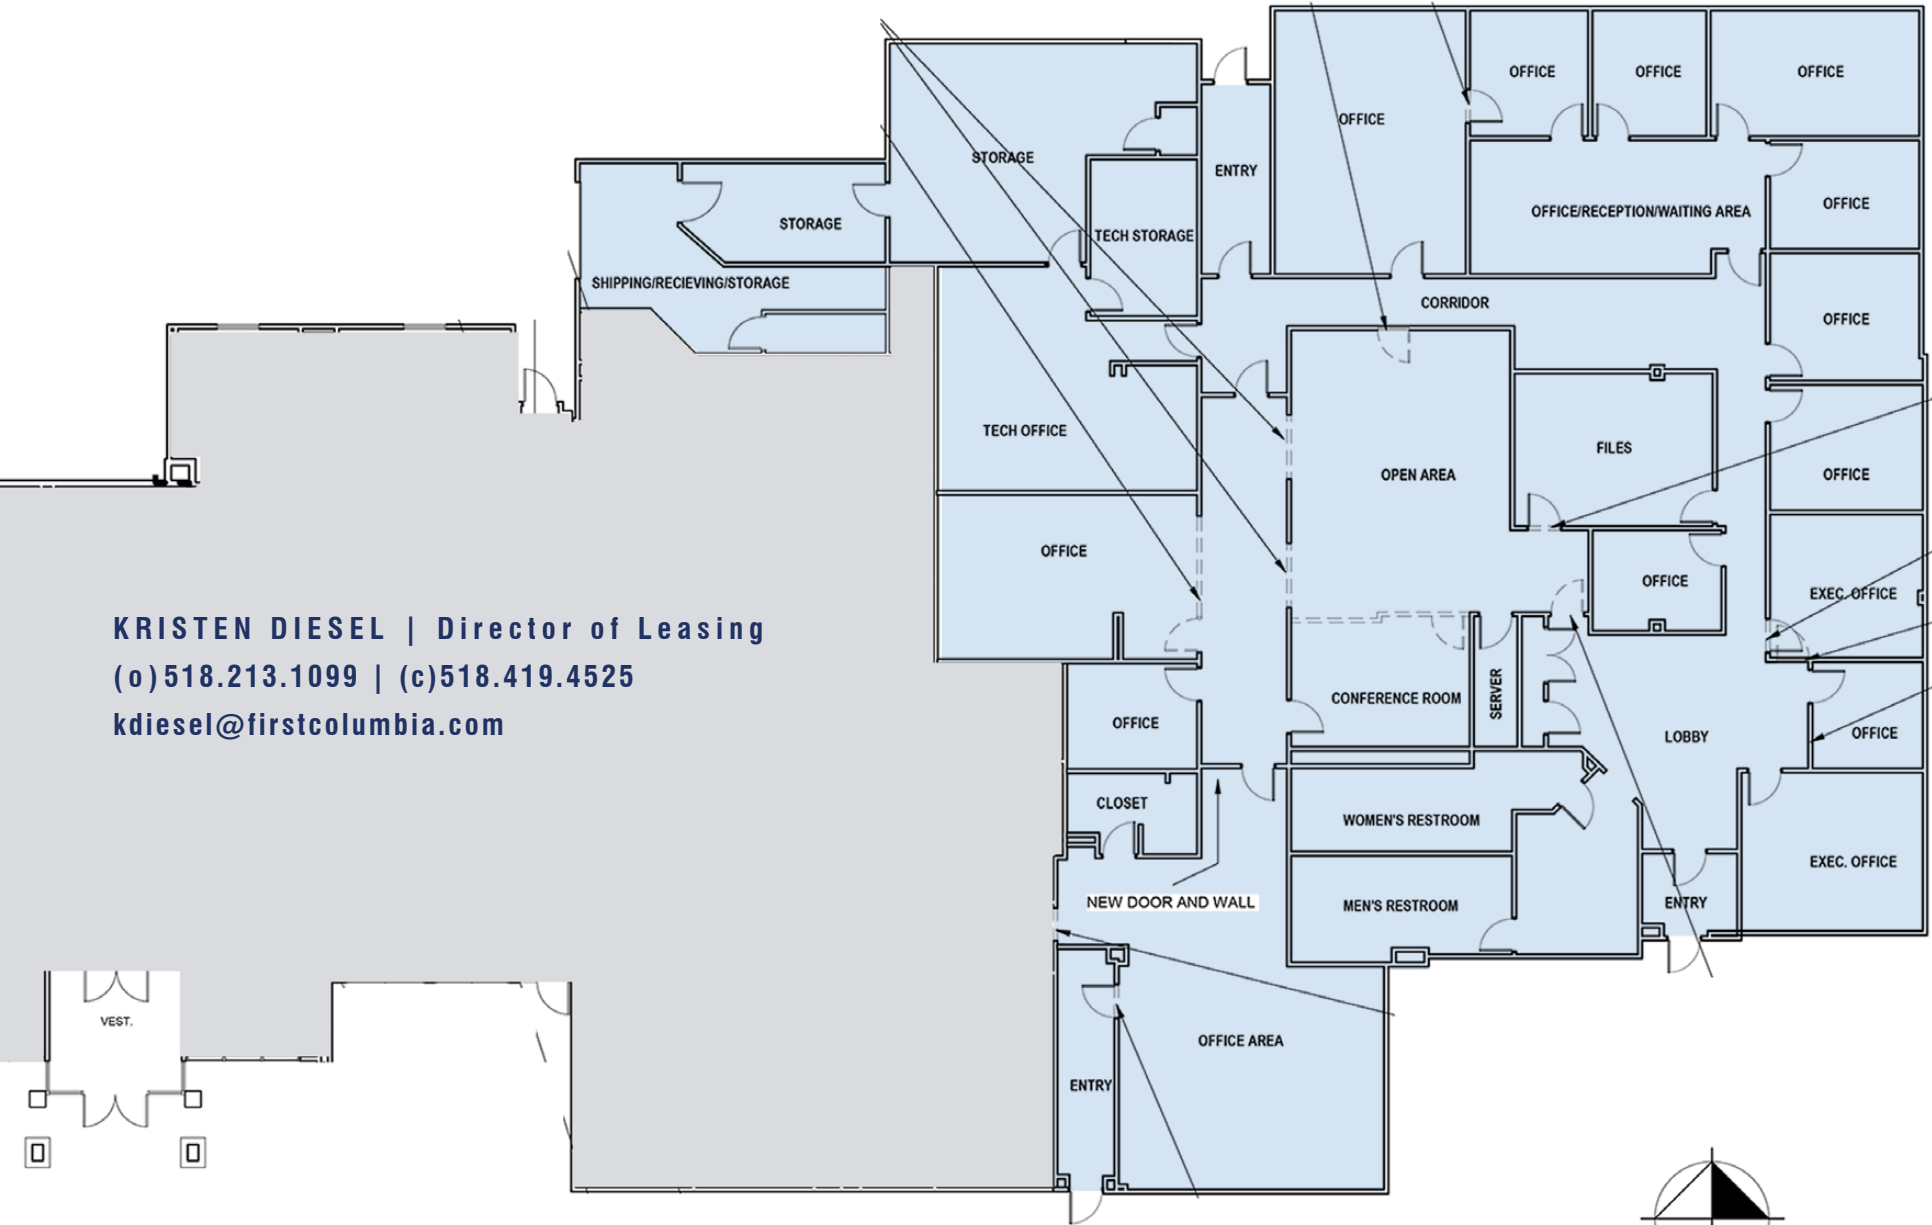 OFFICE
OFFICE
OFFICE
OFFICE
STORAGE
ENTRY
OFFICE
OFFICE/RECEPTION/WAITING AREA
STORAGE
TECH STORAGE
SHIPPING/RECIEVING/STORAGE
CORRIDOR
OFFICE
TECH OFFICE
FILES
OPEN AREA
OFFICE
OFFICE
OFFICE
EXEC. OFFICE
KRISTEN DIESEL | Director of Leasing
(o)518.213.1099 | (c)518.419.4525
kdiesel@firstcolumbia.com
CONFERENCE ROOM
SERVER
OFFICE
LOBBY
OFFICE
CLOSET
WOMEN'S RESTROOM
EXEC. OFFICE
NEW DOOR AND WALL
MEN'S RESTROOM
ENTRY
VEST.
OFFICE AREA
ENTRY